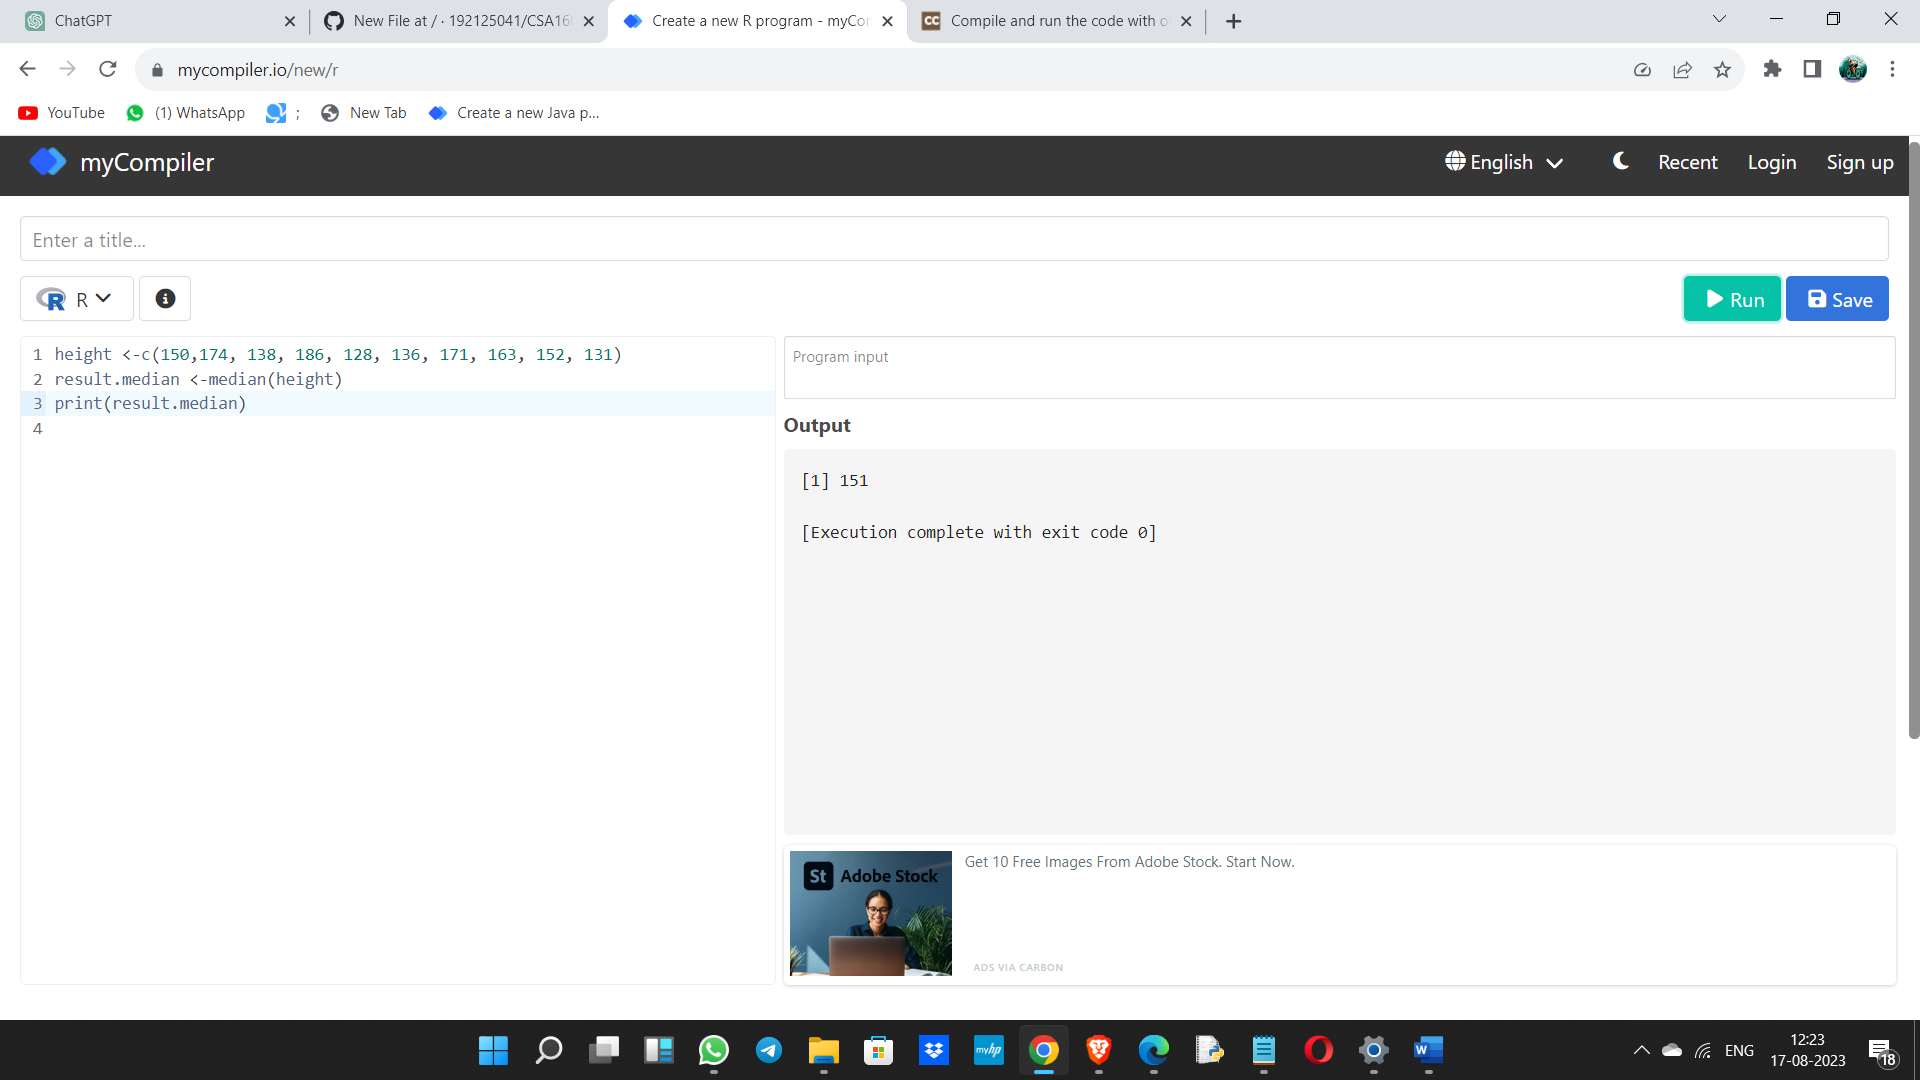 ChatGPT
New File at / · 192125041/CSA16
Create a new R program - myCo
CC Compile and run the code with o
mycompiler.io/new/r
YouTube
(1) WhatsApp
;
New Tab
Create a new Java p...
myCompiler
English
Recent
Login
Sign up
Enter a title...
R
Run
Save
1 height <-c(150,174, 138, 186, 128, 136, 171, 163, 152, 131)
2 result.median <-median(height)
3 print(result.median)
4
Program input
Output
[1] 151
[Execution complete with exit code 0]
St Adobe Stock
Get 10 Free Images From Adobe Stock. Start Now.
ADS VIA CARBON
myhp
W
ENG
12:23
17-08-2023
18